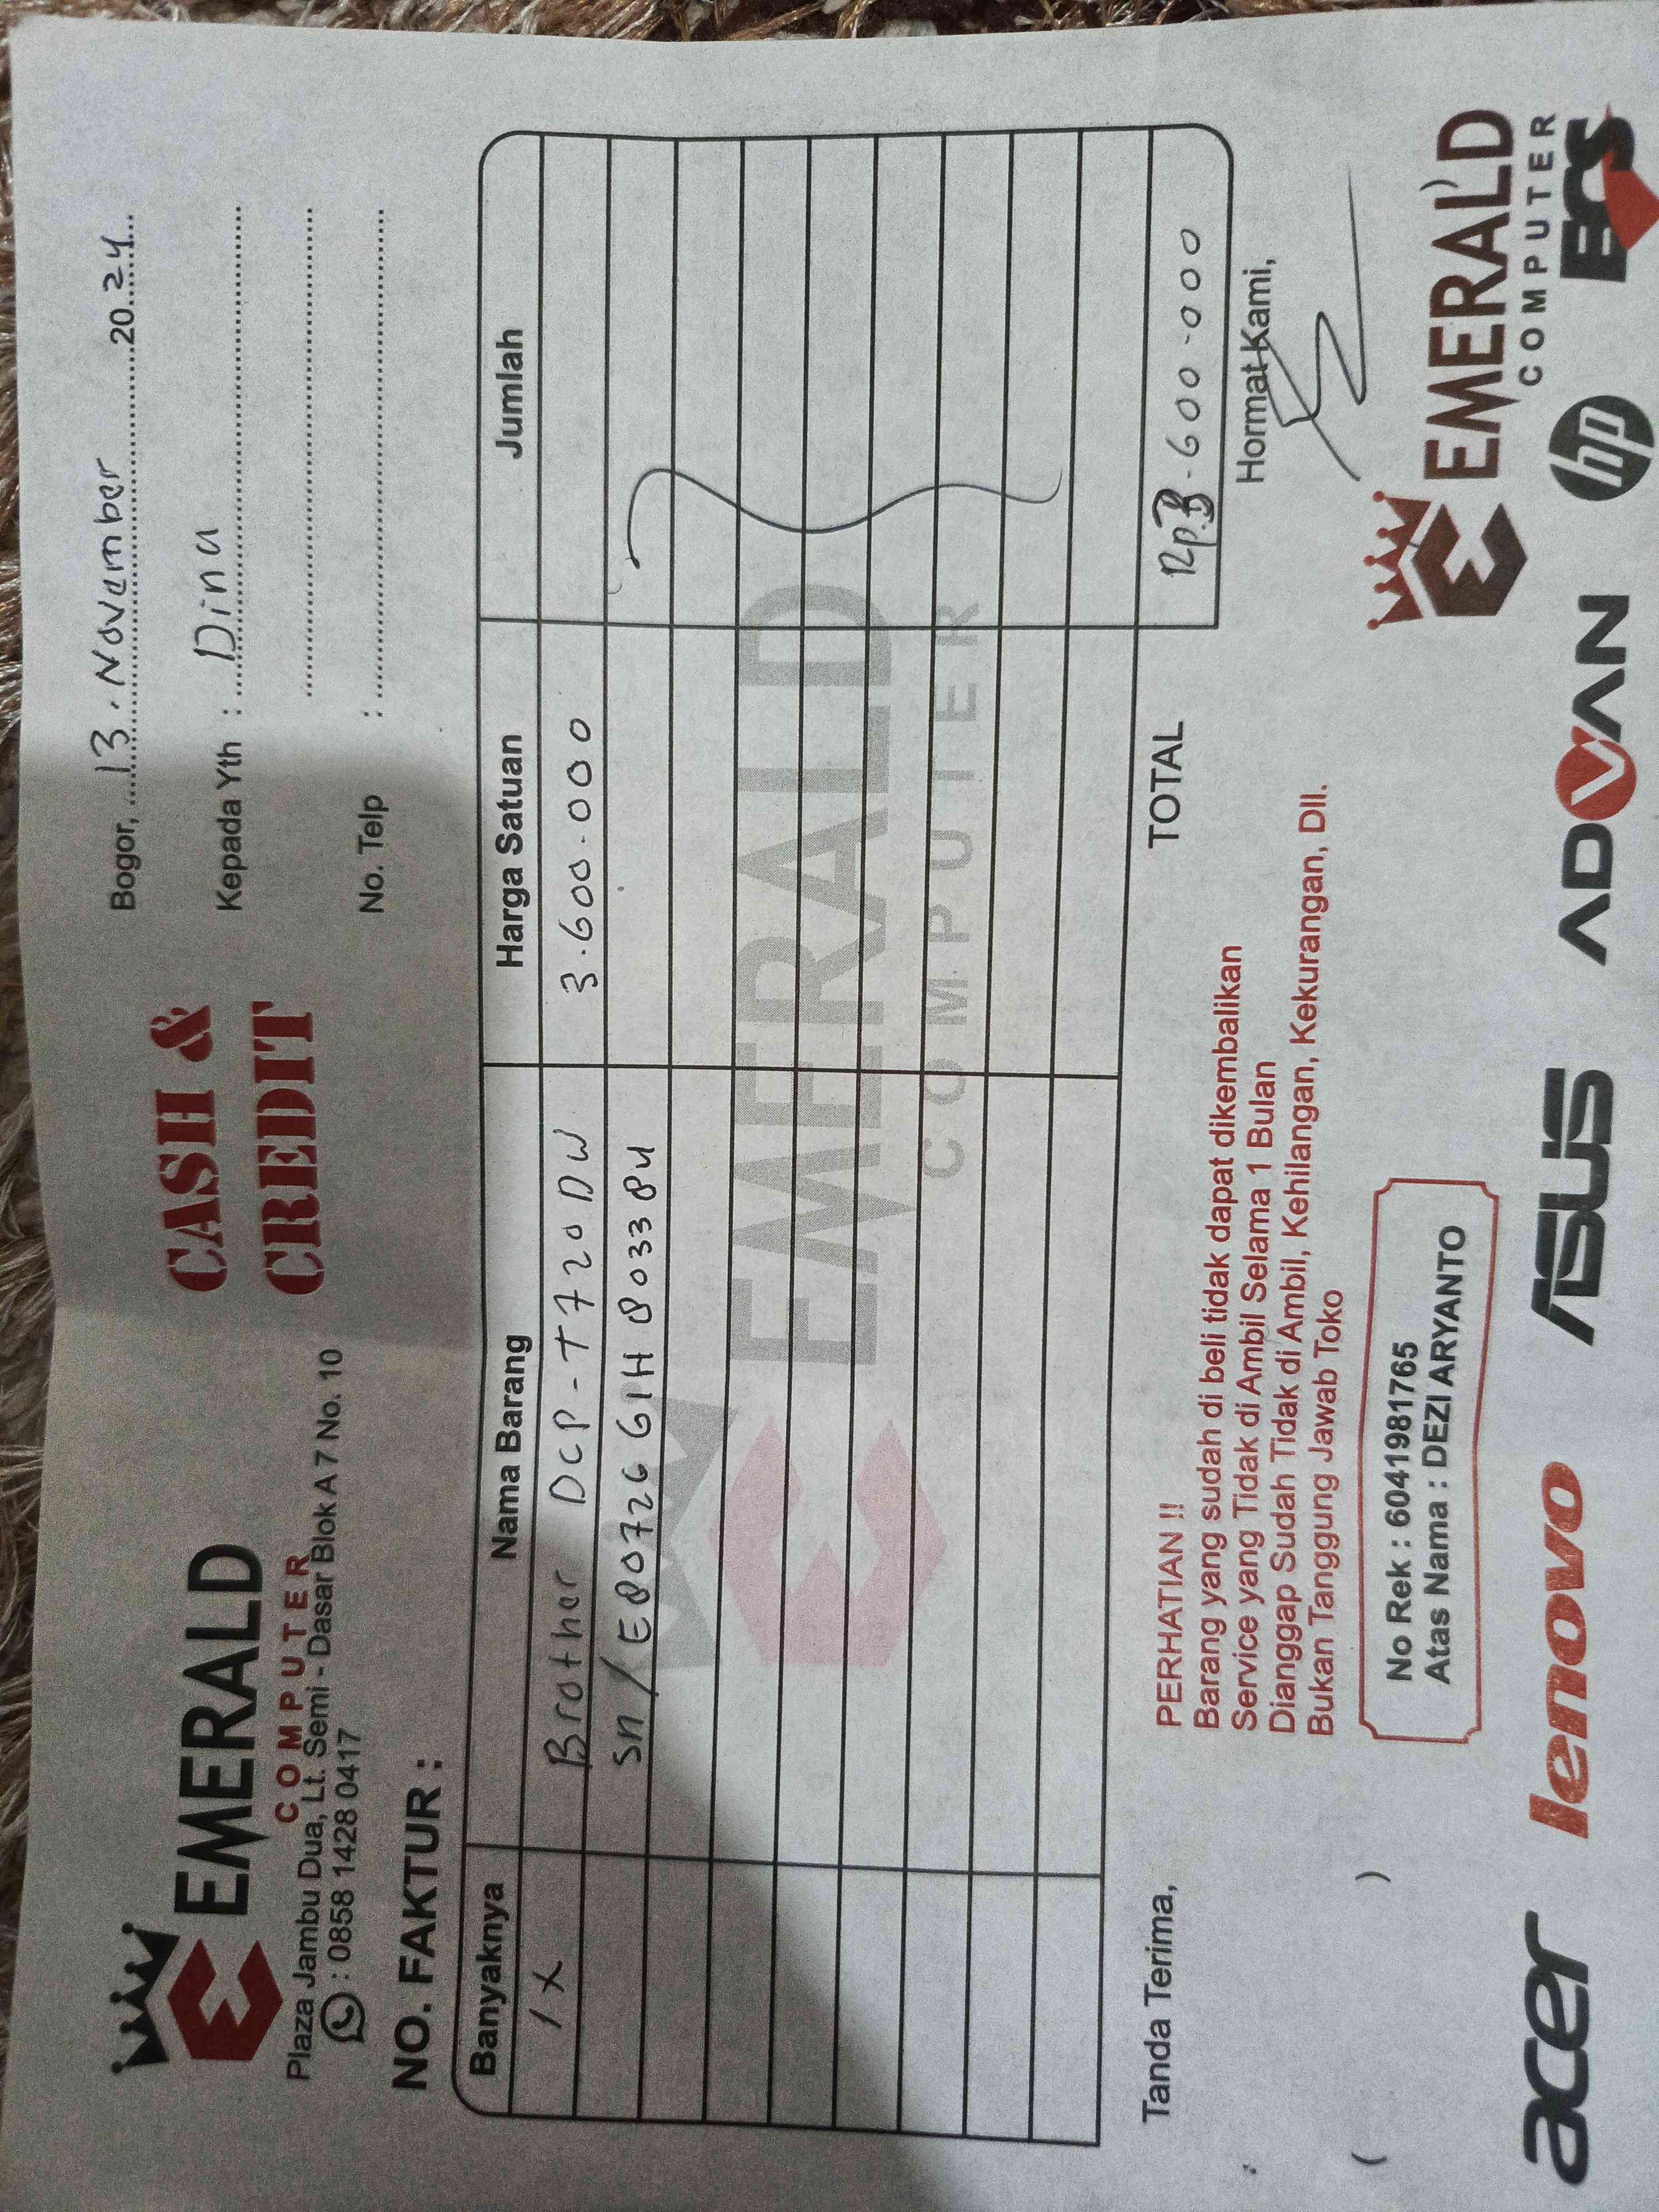 EMERALD
COMPUTER
Plaza Jambu Dua, Lt. Semi - Dasar Blok A 7 No. 10
: 0858 1428 0417
CASH &
CREDIT
Bogor, 13. November 2024
Kepada Yth : Dina
No. Telp :
NO. FAKTUR :
Banyaknya Nama Barang Harga Satuan Jumlah
1X Brother DCP-T720DW 3.600.000
SN/E80726G1H803384
EMERALD
COMPUTER
TOTAL Rp.3.600.000
Tanda Terima,
PERHATIAN !!
Barang yang sudah di beli tidak dapat dikembalikan
Service yang Tidak di Ambil Selama 1 Bulan
Dianggap Sudah Tidak di Ambil, Kehilangan, Kekurangan, Dll.
Bukan Tanggung Jawab Toko
Hormat Kami,
( )
No Rek : 6041981765
Atas Nama : DEZI ARYANTO
EMERALD
COMPUTER
acer lenovo ASUS ADVAN hp ECS